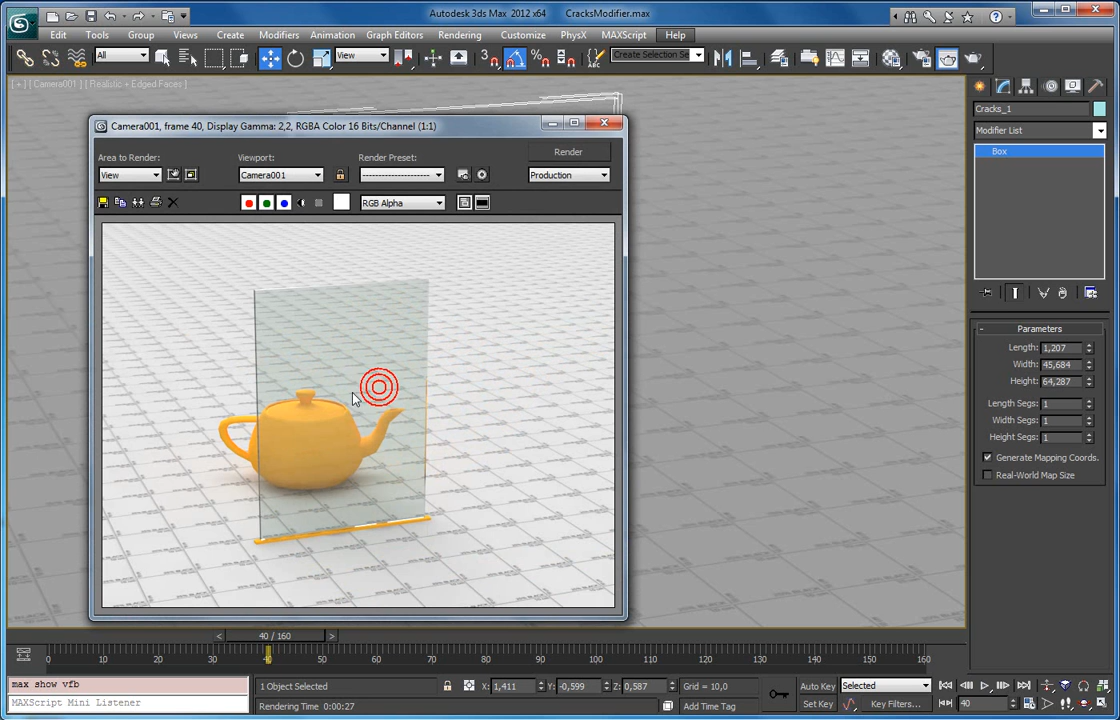 Autodesk 3ds Max 2012 x64 CracksModifier.max
Edit Tools Group Views Create Modifiers Animation Graph Editors Rendering Customize PhysX MAXScript Help
All View Create Selection Se
[ + ] [ Camera001 ] [ Realistic + Edged Faces ]
Camera001, frame 40, Display Gamma: 2,2, RGBA Color 16 Bits/Channel (1:1)
Area to Render: Viewport: Render Preset: Render
View Camera001 -------------------- Production
RGB Alpha
Cracks_1
Modifier List
Box
- Parameters
Length: 1,207
Width: 45,684
Height: 64,287
Length Segs: 1
Width Segs: 1
Height Segs: 1
Generate Mapping Coords.
Real-World Map Size
< 40 / 160 >
0 10 20 30 40 50 60 70 80 90 100 110 120 130 140 150 160
max show vfb
1 Object Selected X: 1,411 Y: -0,599 Z: 0,587 Grid = 10,0 Auto Key Selected
MAXScript Mini Listener
Rendering Time 0:00:27 Add Time Tag Set Key Key Filters... 40